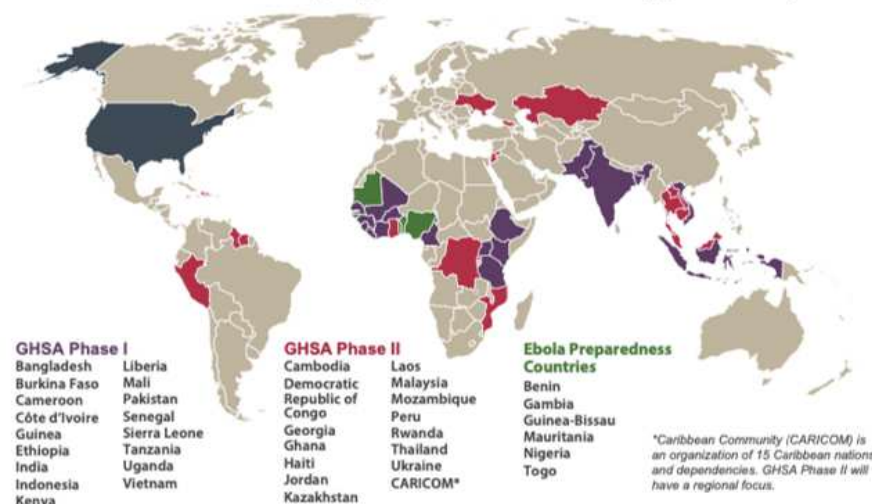 GHSA Phase I
Bangladesh
Burkina Faso
Cameroon
Côte d'Ivoire
Guinea
Ethiopia
India
Indonesia
Kenya
Liberia
Mali
Pakistan
Senegal
Sierra Leone
Tanzania
Uganda
Vietnam
GHSA Phase II
Cambodia
Democratic
Republic of
Congo
Georgia
Ghana
Haiti
Jordan
Kazakhstan
Laos
Malaysia
Mozambique
Peru
Rwanda
Thailand
Ukraine
CARICOM*
Ebola Preparedness
Countries
Benin
Gambia
Guinea-Bissau
Mauritania
Nigeria
Togo
*Caribbean Community (CARICOM) is
an organization of 15 Caribbean nations
and dependencies. GHSA Phase II will
have a regional focus.